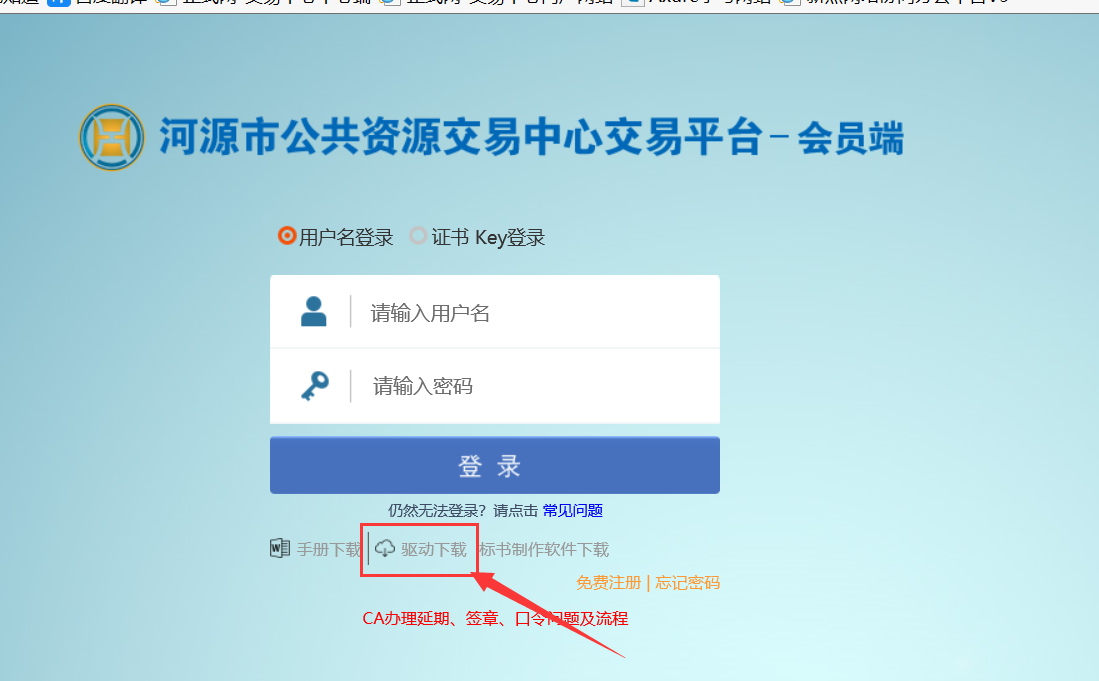 河源市公共资源交易中心交易平台－会员端
用户名登录 证书 Key登录
请输入用户名
请输入密码
登 录
仍然无法登录？请点击 常见问题
手册下载 驱动下载 标书制作软件下载
免费注册 | 忘记密码
CA办理延期、签章、口令问题及流程